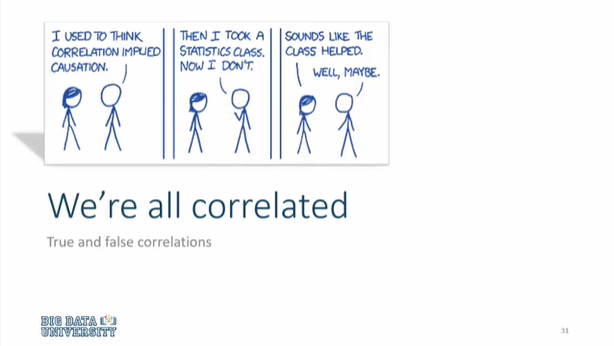 I USED TO THINK
CORRELATION IMPLIED
CAUSATION.
THEN I TOOK A
STATISTICS CLASS.
NOW I DON'T.
SOUNDS LIKE THE
CLASS HELPED.
WELL, MAYBE.
We're all correlated
True and false correlations
BIG DATA
UNIVERSITY
31